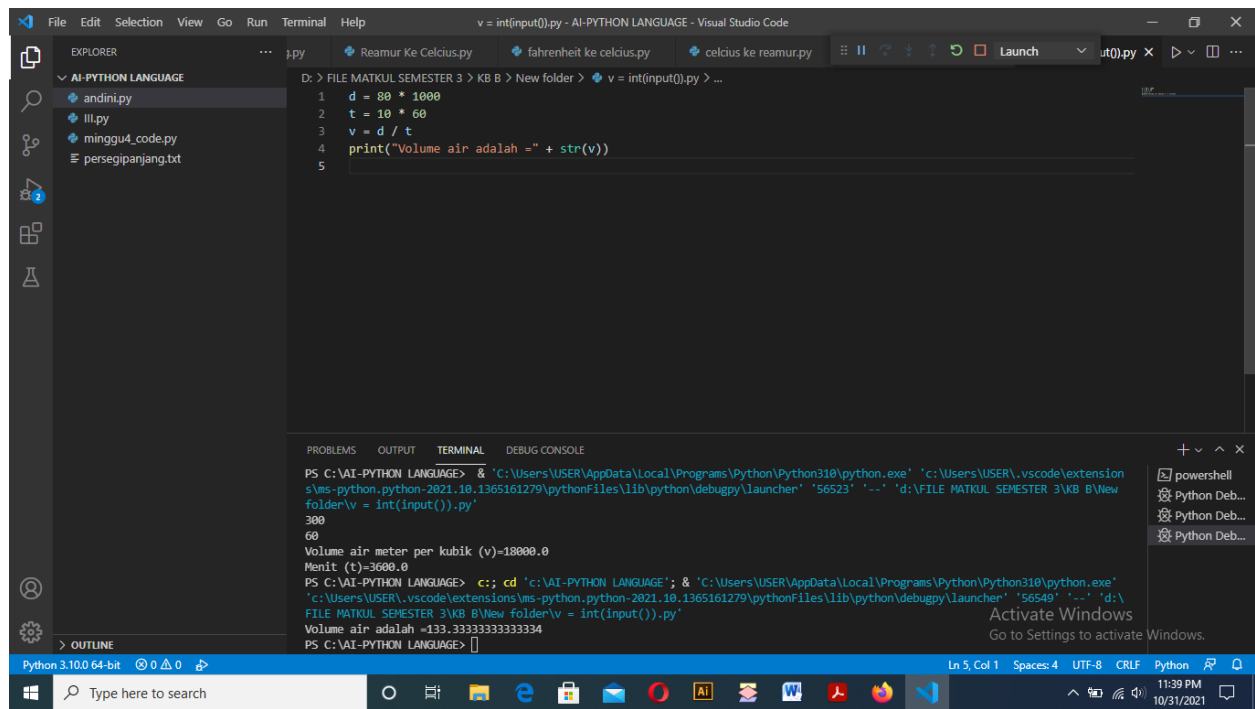 File Edit Selection View Go Run Terminal Help
v = int(input()).py - AI-PYTHON LANGUAGE - Visual Studio Code
EXPLORER
Reamur Ke Celcius.py
fahrenheit ke celcius.py
celcius ke reamur.py
Launch
ut()).py
AI-PYTHON LANGUAGE
andini.py
III.py
minggu4_code.py
persegipanjang.txt
D: > FILE MATKUL SEMESTER 3 > KB B > New folder > v = int(input()).py > ...
1 d = 80 * 1000
2 t = 10 * 60
3 v = d / t
4 print("Volume air adalah =" + str(v))
5
2
PROBLEMS OUTPUT TERMINAL DEBUG CONSOLE
PS C:\AI-PYTHON LANGUAGE> & 'C:\Users\USER\AppData\Local\Programs\Python\Python310\python.exe' 'c:\Users\USER\.vscode\extension
s\ms-python.python-2021.10.1365161279\pythonFiles\lib\python\debugpy\launcher' '56523' '--' 'd:\FILE MATKUL SEMESTER 3\KB B\New
folder\v = int(input()).py'
300
60
Volume air meter per kubik (v)=18000.0
Menit (t)=3600.0
PS C:\AI-PYTHON LANGUAGE> c:; cd 'c:\AI-PYTHON LANGUAGE'; & 'C:\Users\USER\AppData\Local\Programs\Python\Python310\python.exe'
'c:\Users\USER\.vscode\extensions\ms-python.python-2021.10.1365161279\pythonFiles\lib\python\debugpy\launcher' '56549' '--' 'd:\
FILE MATKUL SEMESTER 3\KB B\New folder\v = int(input()).py'
Volume air adalah =133.33333333333334
PS C:\AI-PYTHON LANGUAGE>
powershell
Python Deb...
Python Deb...
Python Deb...
Activate Windows
Go to Settings to activate Windows.
OUTLINE
Python 3.10.0 64-bit 0 0 Ln 5, Col 1 Spaces: 4 UTF-8 CRLF Python
Type here to search
Ai
W
11:39 PM
10/31/2021